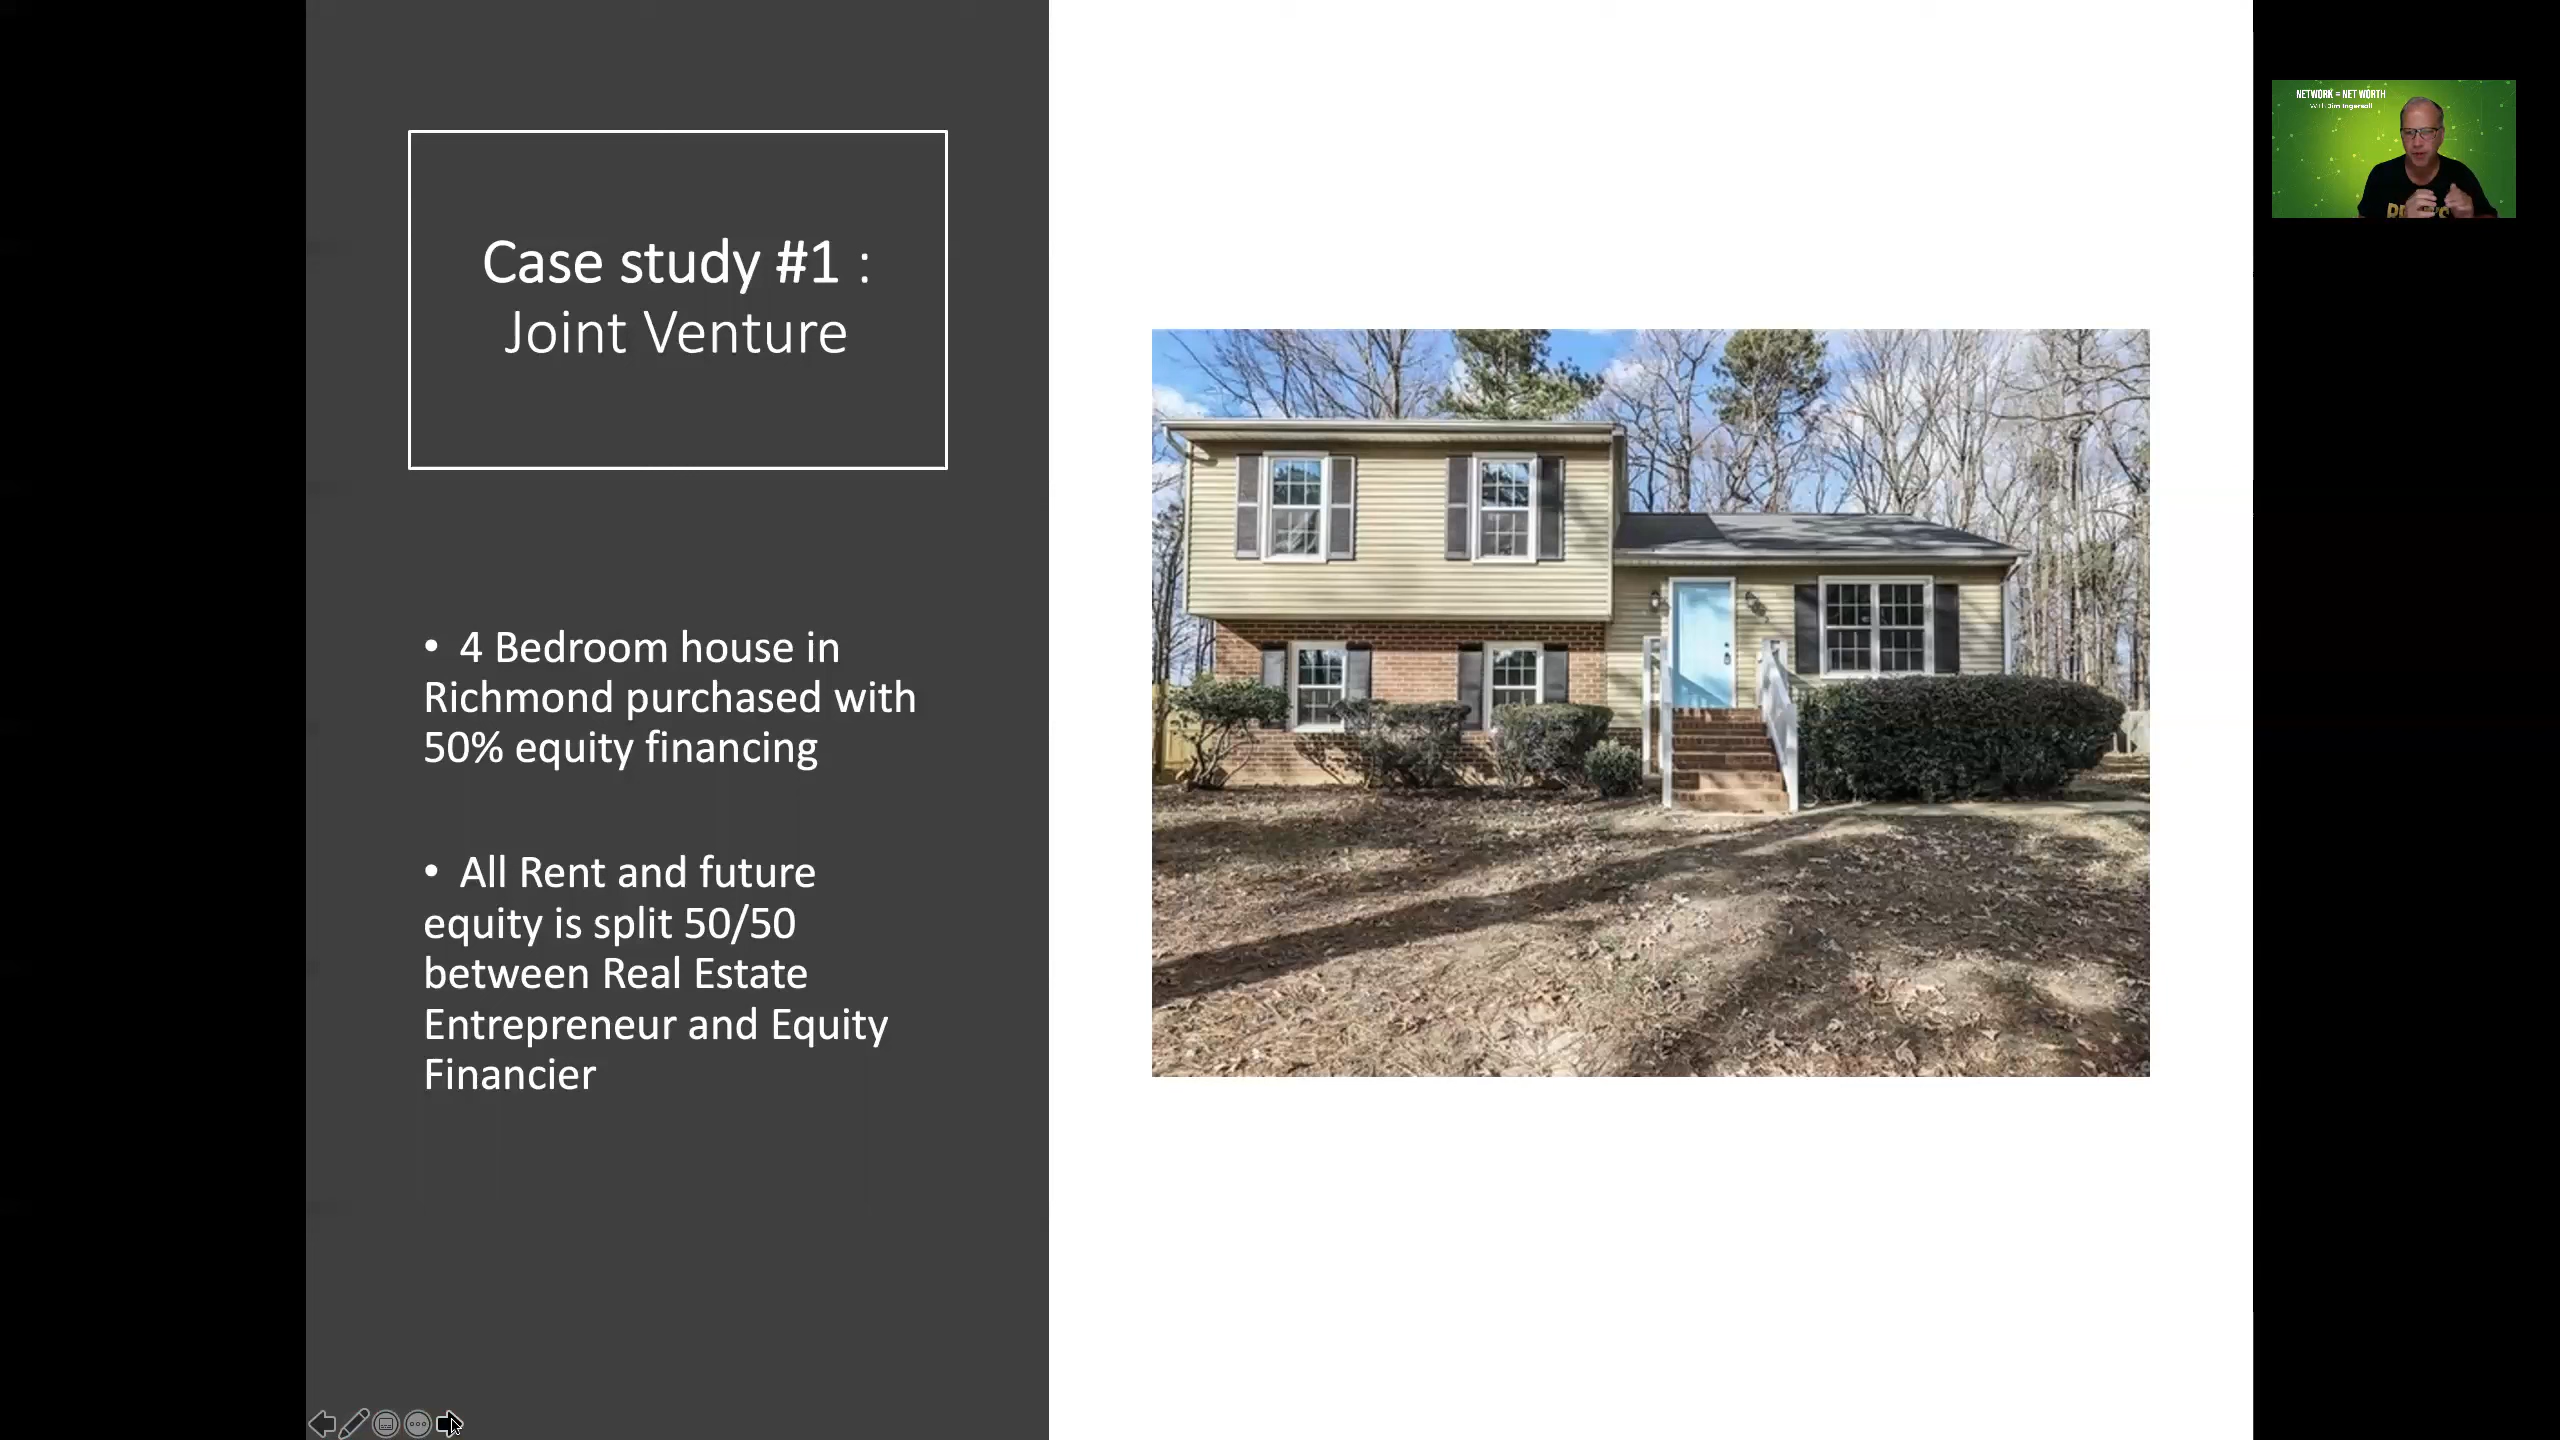 NETWORK = NET WORTH
With Jim Ingersoll
Case study #1 :
Joint Venture
• 4 Bedroom house in
Richmond purchased with
50% equity financing
• All Rent and future
equity is split 50/50
between Real Estate
Entrepreneur and Equity
Financier